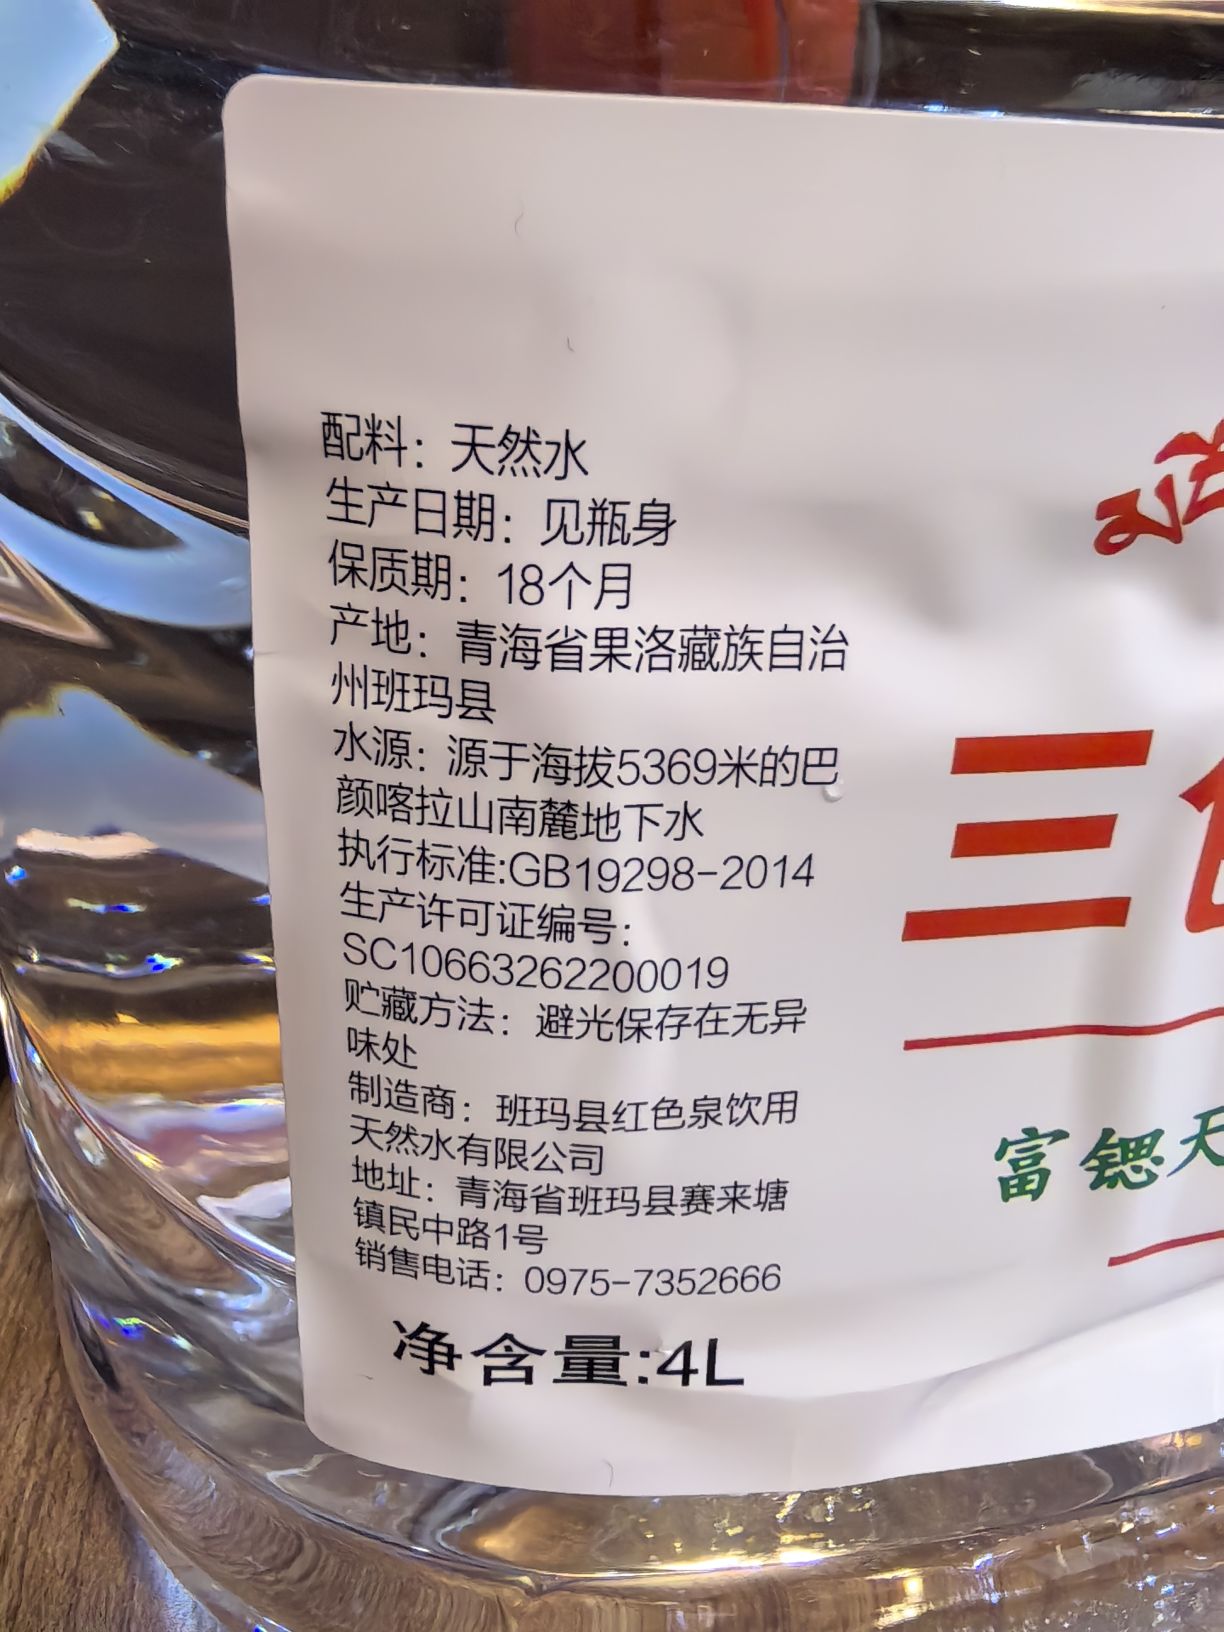 配料：天然水
生产日期：见瓶身
保质期：18个月
产地：青海省果洛藏族自治
州班玛县
水源：源于海拔5369米的巴
颜喀拉山南麓地下水
执行标准:GB19298-2014
生产许可证编号：
SC10663262200019
贮藏方法：避光保存在无异
味处
制造商：班玛县红色泉饮用
天然水有限公司
地址：青海省班玛县赛来塘
镇民中路1号
销售电话：0975-7352666
净含量:4L
三
富锶天